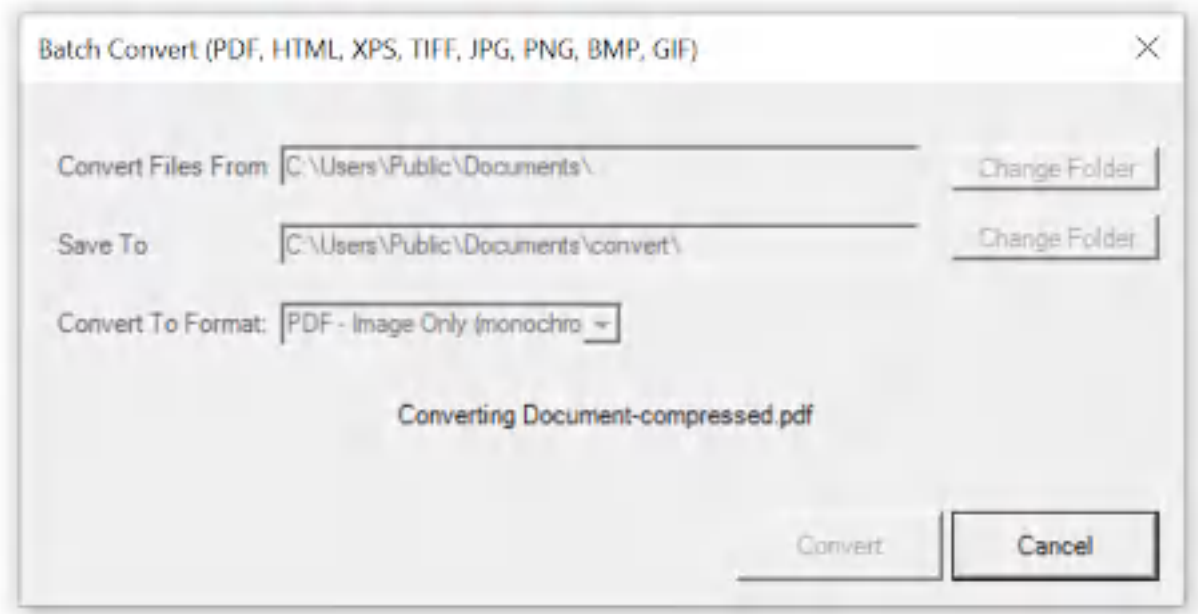 Batch Convert (PDF, HTML, XPS, TIFF, JPG, PNG, BMP, GIF)
Convert Files From C:\Users\Public\Documents\ Change Folder
Save To C:\Users\Public\Documents\convert\ Change Folder
Convert To Format: PDF - Image Only (monochro
Converting Document-compressed.pdf
Convert Cancel